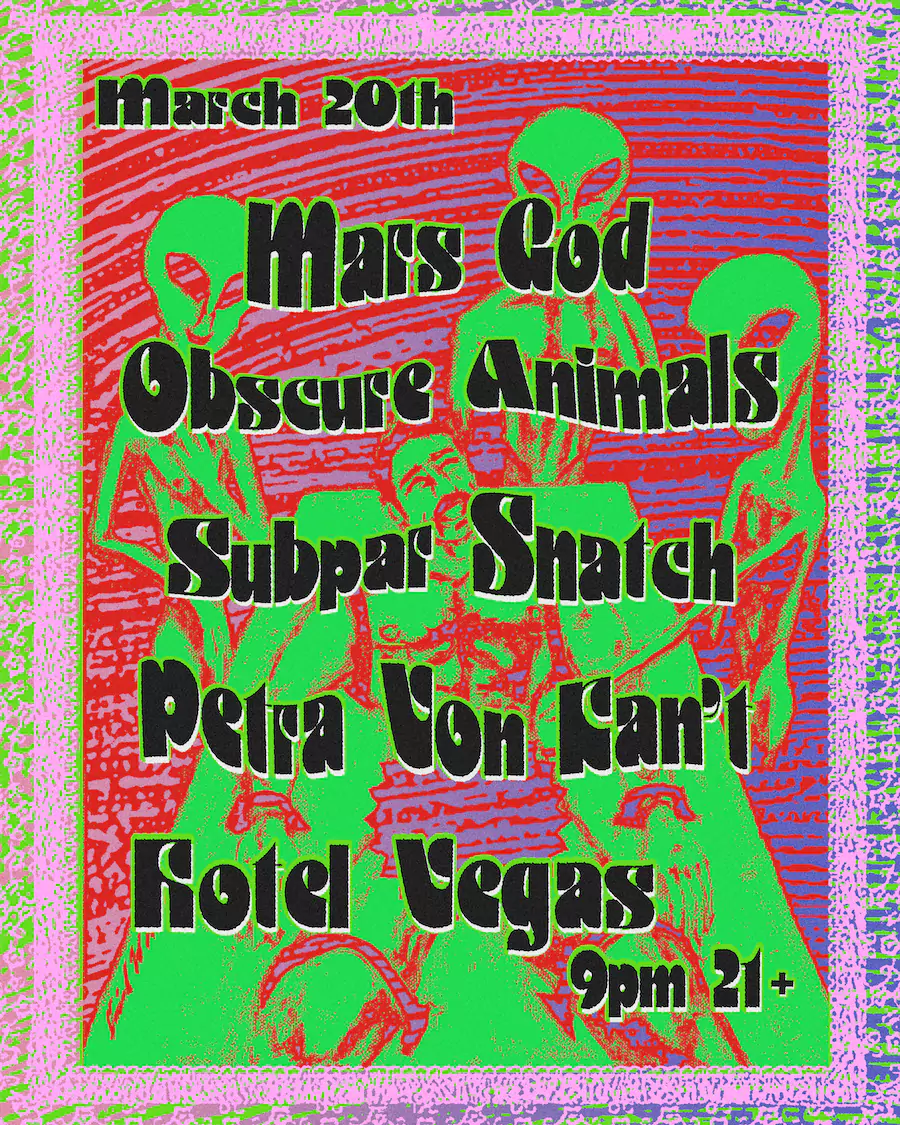 March 20th
Mars God
Obscure Animals
Subpar Snatch
Petra Von Kan't
Hotel Vegas
9pm 21+